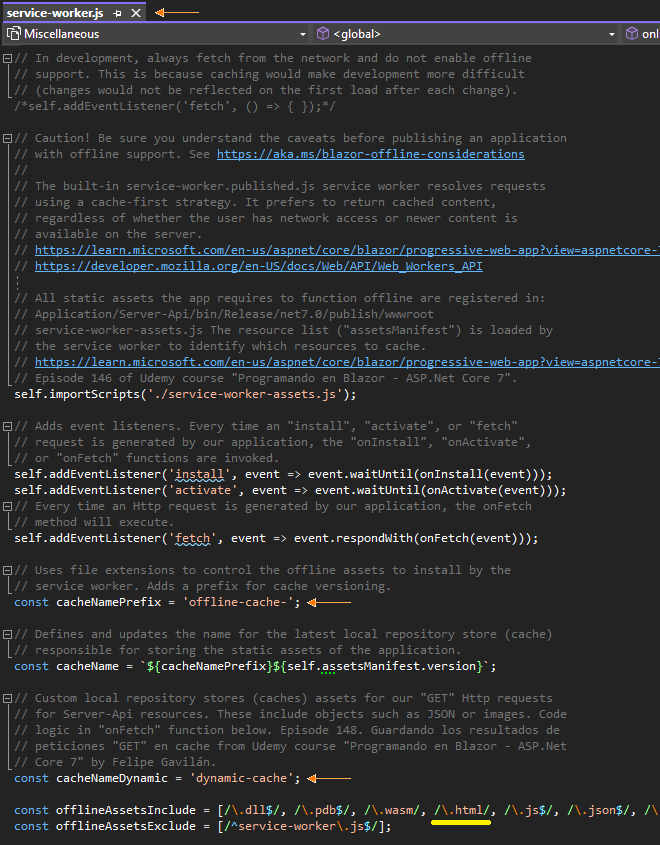 service-worker.js
Miscellaneous <global> onl
// In development, always fetch from the network and do not enable offline
// support. This is because caching would make development more difficult
// (changes would not be reflected on the first load after each change).
/*self.addEventListener('fetch', () => { });*/
// Caution! Be sure you understand the caveats before publishing an application
// with offline support. See https://aka.ms/blazor-offline-considerations
//
// The built-in service-worker.published.js service worker resolves requests
// using a cache-first strategy. It prefers to return cached content,
// regardless of whether the user has network access or newer content is
// available on the server.
// https://learn.microsoft.com/en-us/aspnet/core/blazor/progressive-web-app?view=aspnetcore-7
// https://developer.mozilla.org/en-US/docs/Web/API/Web_Workers_API
// All static assets the app requires to function offline are registered in:
// Application/Server-Api/bin/Release/net7.0/publish/wwwroot
// service-worker-assets.js The resource list ("assetsManifest") is loaded by
// the service worker to identify which resources to cache.
// https://learn.microsoft.com/en-us/aspnet/core/blazor/progressive-web-app?view=aspnetcore-7
// Episode 146 of Udemy course "Programando en Blazor - ASP.Net Core 7".
self.importScripts('./service-worker-assets.js');
// Adds event listeners. Every time an "install", "activate", or "fetch"
// request is generated by our application, the "onInstall", "onActivate",
// or "onFetch" functions are invoked.
self.addEventListener('install', event => event.waitUntil(onInstall(event)));
self.addEventListener('activate', event => event.waitUntil(onActivate(event)));
// Every time an Http request is generated by our application, the onFetch
// method will execute.
self.addEventListener('fetch', event => event.respondWith(onFetch(event)));
// Uses file extensions to control the offline assets to install by the
// service worker. Adds a prefix for cache versioning.
const cacheNamePrefix = 'offline-cache-';
// Defines and updates the name for the latest local repository store (cache)
// responsible for storing the static assets of the application.
const cacheName = `${cacheNamePrefix}${self.assetsManifest.version}`;
// Custom local repository stores (caches) assets for our "GET" Http requests
// for Server-Api resources. These include objects such as JSON or images. Code
// logic in "onFetch" function below. Episode 148. Guardando los resultados de
// peticiones "GET" en cache from Udemy course "Programando en Blazor - ASP.Net
// Core 7" by Felipe Gavilán.
const cacheNameDynamic = 'dynamic-cache';
const offlineAssetsInclude = [/\.dll$/, /\.pdb$/, /\.wasm/, /\.html/, /\.js$/, /\.json$/, /\
const offlineAssetsExclude = [/^service-worker\.js$/];